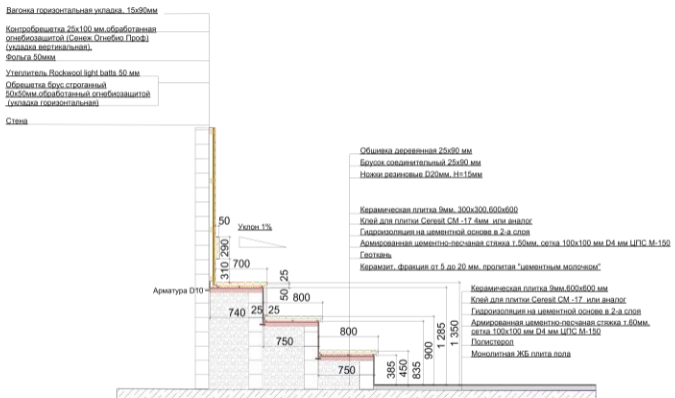 Вагонка горизонтальная укладка, 15х90мм
Контробрешетка 25х100 мм,обработанная
огнебиозащитой (Сенеж Огнебио Проф)
(укдадка вертикальная),
Фольга 50мкм
Утеплитель Rockwool light batts 50 мм
Обрешетка брус строганный
50х50мм,обработанный огнебиозащитой
(укладка горизонтальная)
Стена
Обшивка деревянная 25х90 мм
Брусок соединительный 25х90 мм
Ножки резиновые D20мм, H=15мм
Керамическая плитка 9мм, 300х300,600х600
Клей для плитки Ceresit СМ -17 4мм или аналог
Гидроизоляция на цементной основе в 2-а слоя
Армированная цементно-песчаная стяжка т.50мм, сетка 100х100 мм D4 мм ЦПС М-150
Геоткань
Керамзит, фракция от 5 до 20 мм, пропитая "цементным молочком"
Керамическая плитка 9мм,600х600 мм
Клей для плитки Ceresit СМ -17 или аналог
Гидроизоляция на цементной основе в 2-а слоя
Армированная цементно-песчаная стяжка т.60мм,
сетка 100х100 мм D4 мм ЦПС М-150
Полистерол
Монолитная ЖБ плита пола
50
Уклон 1%
290
310
700
25
50
Арматура D10
740
25
25
800
750
800
750
385
450
835
900
1 285
1 350